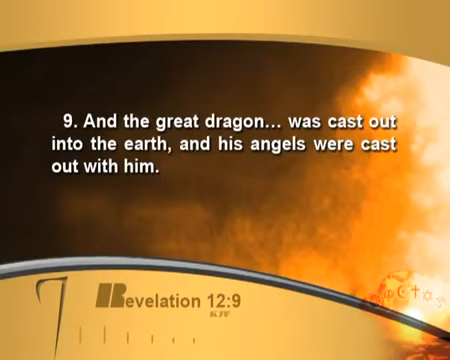 9. And the great dragon... was cast out
into the earth, and his angels were cast
out with him.
Revelation 12:9
KJV